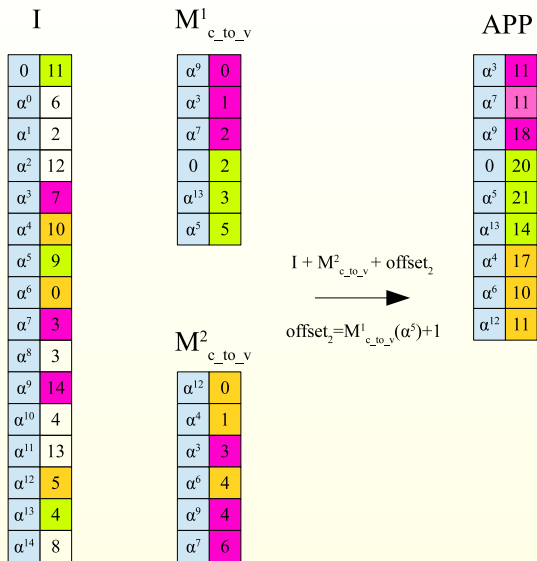 I M¹c_to_v APP
0 11
α⁰ 6
α¹ 2
α² 12
α³ 7
α⁴ 10
α⁵ 9
α⁶ 0
α⁷ 3
α⁸ 3
α⁹ 14
α¹⁰ 4
α¹¹ 13
α¹² 5
α¹³ 4
α¹⁴ 8
α⁹ 0
α³ 1
α⁷ 2
0 2
α¹³ 3
α⁵ 5
M²c_to_v
α¹² 0
α⁴ 1
α³ 3
α⁶ 4
α⁹ 4
α⁷ 6
I + M²c_to_v + offset₂
offset₂=M¹c_to_v(α⁵)+1
α³ 11
α⁷ 11
α⁹ 18
0 20
α⁵ 21
α¹³ 14
α⁴ 17
α⁶ 10
α¹² 11